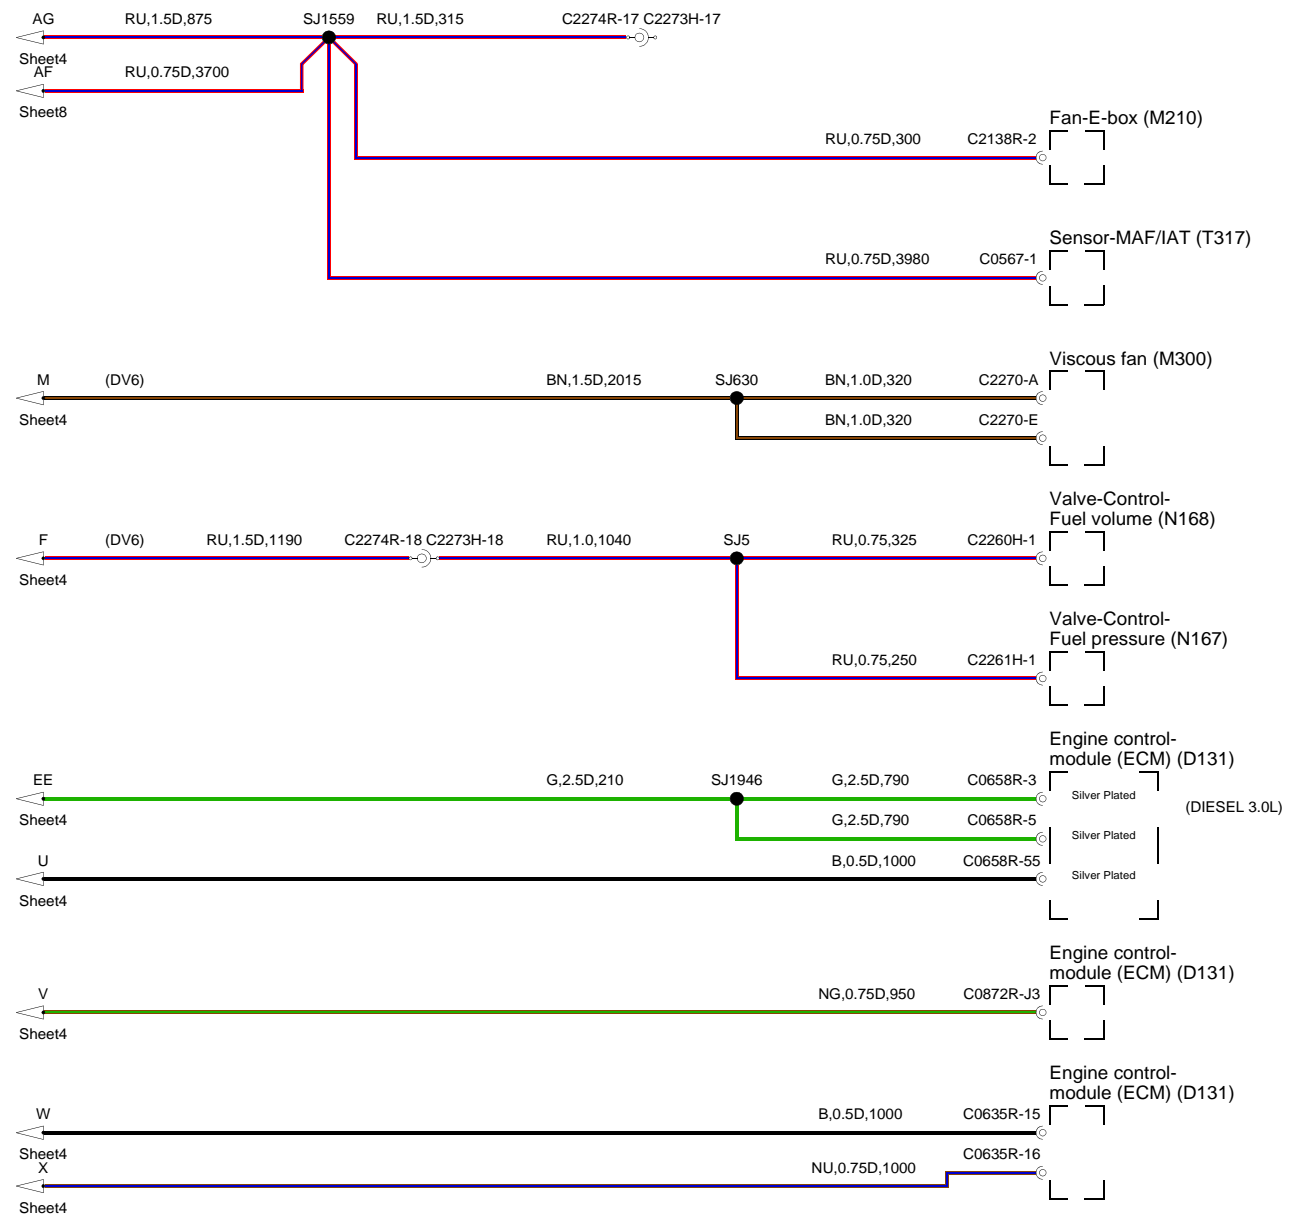 AG RU,1.5D,875 SJ1559 RU,1.5D,315 C2274R-17 C2273H-17
Sheet4
AF RU,0.75D,3700
Sheet8
Fan-E-box (M210)
RU,0.75D,300 C2138R-2
Sensor-MAF/IAT (T317)
RU,0.75D,3980 C0567-1
Viscous fan (M300)
M (DV6) BN,1.5D,2015 SJ630 BN,1.0D,320 C2270-A
Sheet4
BN,1.0D,320 C2270-E
Valve-Control-
Fuel volume (N168)
F (DV6) RU,1.5D,1190 C2274R-18 C2273H-18 RU,1.0,1040 SJ5 RU,0.75,325 C2260H-1
Sheet4
Valve-Control-
Fuel pressure (N167)
RU,0.75,250 C2261H-1
Engine control-
module (ECM) (D131)
EE G,2.5D,210 SJ1946 G,2.5D,790 C0658R-3
Silver Plated
(DIESEL 3.0L)
Sheet4
G,2.5D,790 C0658R-5
Silver Plated
U B,0.5D,1000 C0658R-55
Silver Plated
Sheet4
Engine control-
module (ECM) (D131)
V NG,0.75D,950 C0872R-J3
Sheet4
Engine control-
module (ECM) (D131)
W B,0.5D,1000 C0635R-15
Sheet4
C0635R-16
X NU,0.75D,1000
Sheet4